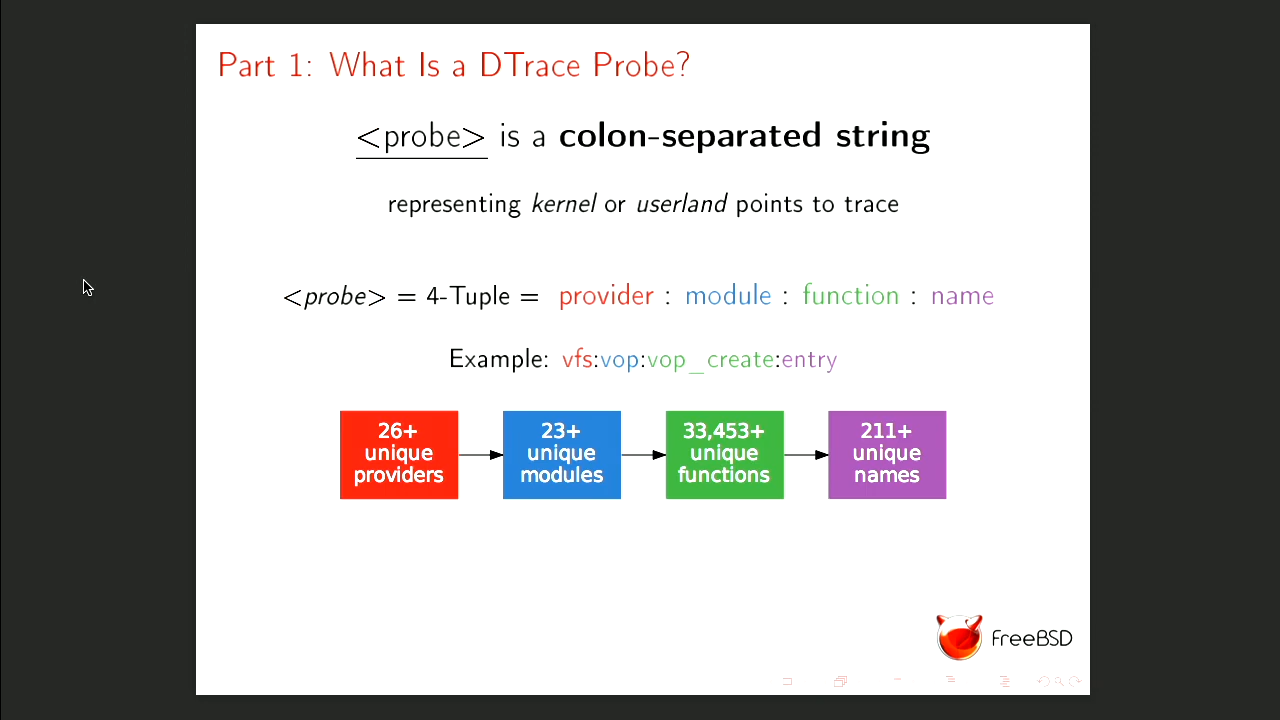 Part 1: What Is a DTrace Probe?
<probe> is a colon-separated string
representing kernel or userland points to trace
<probe> = 4-Tuple = provider : module : function : name
Example: vfs:vop:vop_create:entry
26+
unique
providers
23+
unique
modules
33,453+
unique
functions
211+
unique
names
FreeBSD